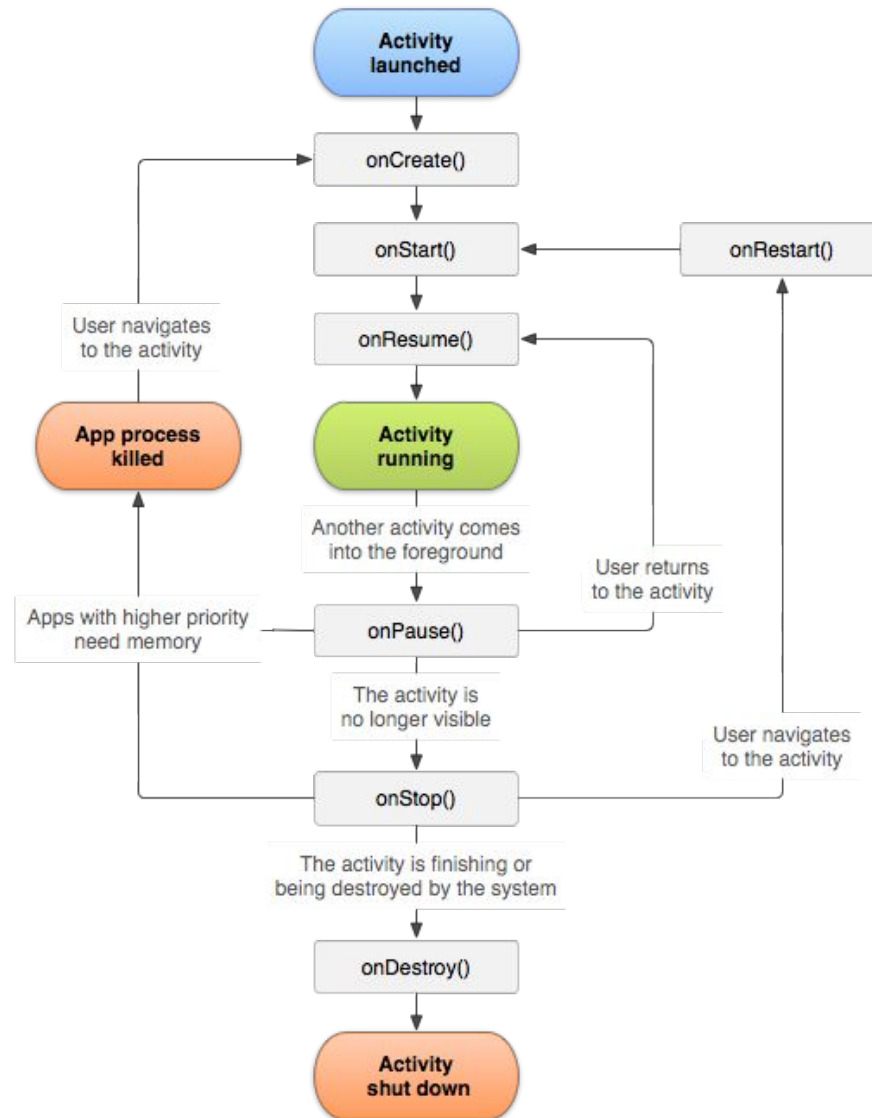 Activity
launched
onCreate()
onStart()
onRestart()
User navigates
to the activity
onResume()
App process
killed
Activity
running
Another activity comes
into the foreground
User returns
to the activity
Apps with higher priority
need memory
onPause()
The activity is
no longer visible
User navigates
to the activity
onStop()
The activity is finishing or
being destroyed by the system
onDestroy()
Activity
shut down